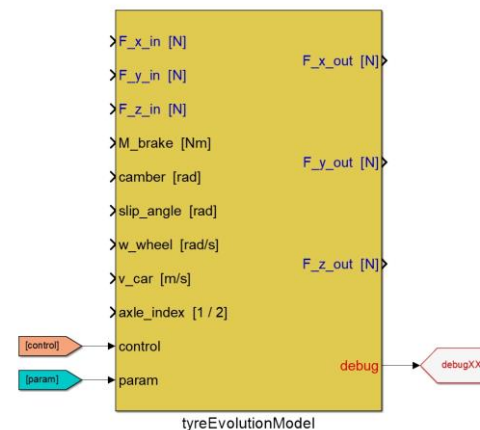 F_x_in [N]
F_x_out [N]
F_y_in [N]
F_z_in [N]
M_brake [Nm]
F_y_out [N]
camber [rad]
slip_angle [rad]
w_wheel [rad/s]
F_z_out [N]
v_car [m/s]
axle_index [1 / 2]
[control]
control
debug
debugXX
[param]
param
tyreEvolutionModel